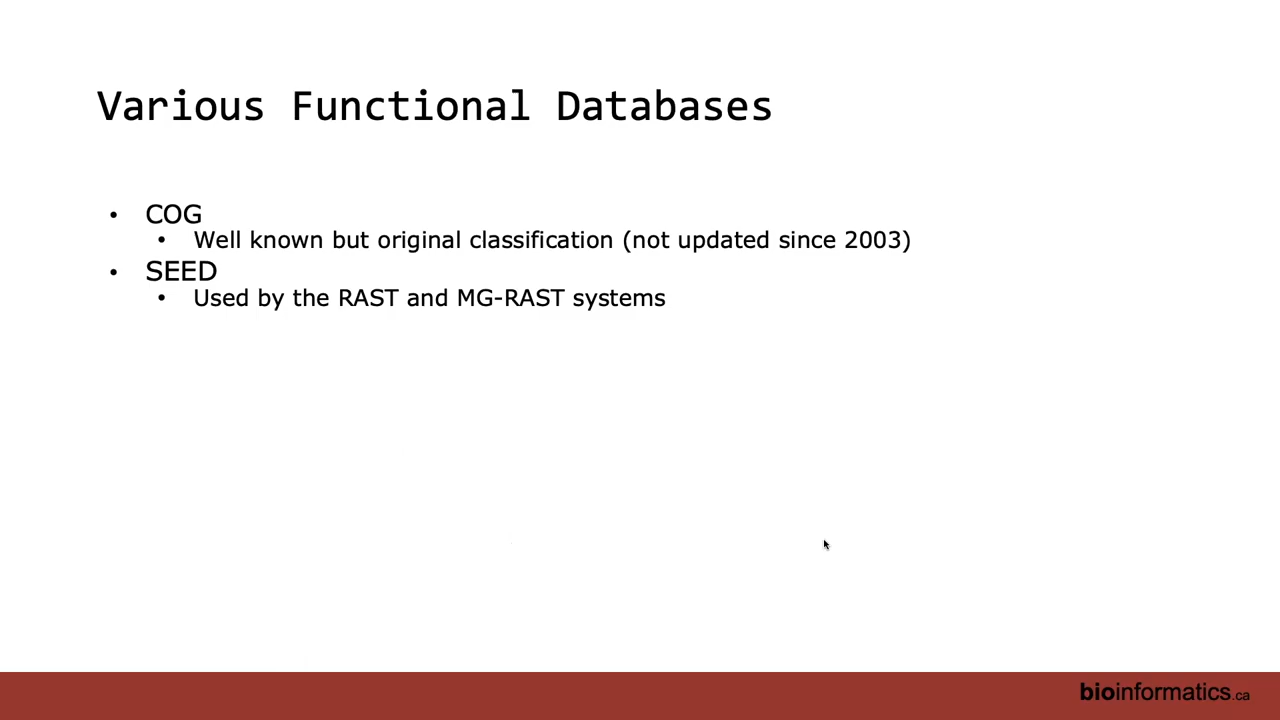 Various Functional Databases
• COG
• Well known but original classification (not updated since 2003)
• SEED
• Used by the RAST and MG-RAST systems
bioinformatics.ca